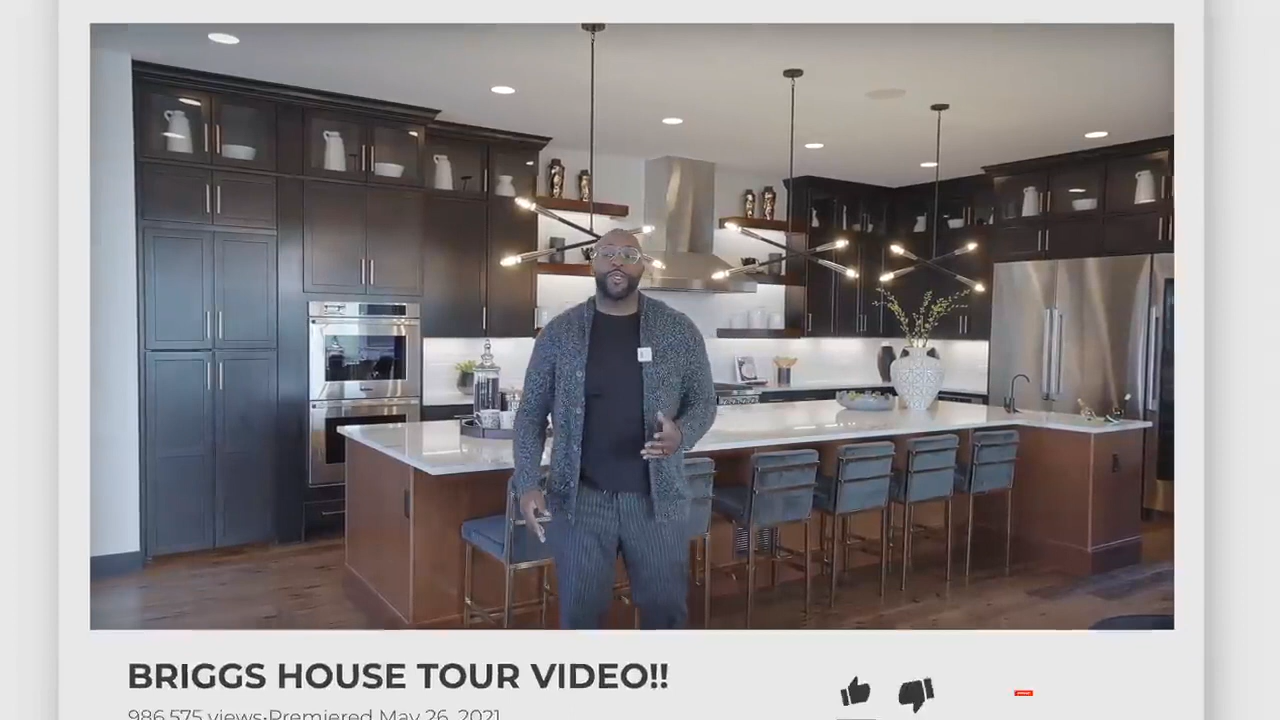 BRIGGS HOUSE TOUR VIDEO!!
986,575 views•Premiered May 26, 2021